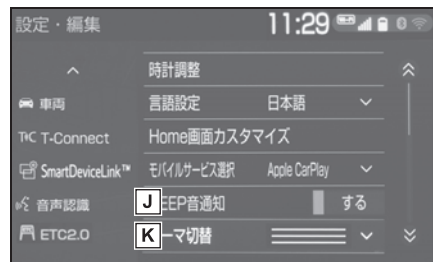 設定・編集 11:29
時計調整
車両 言語設定 日本語
T-Connect Home画面カスタマイズ
SmartDeviceLink™ モバイルサービス選択 Apple CarPlay
音声認識 J EEP音通知 する
ETC2.0 K ーマ切替